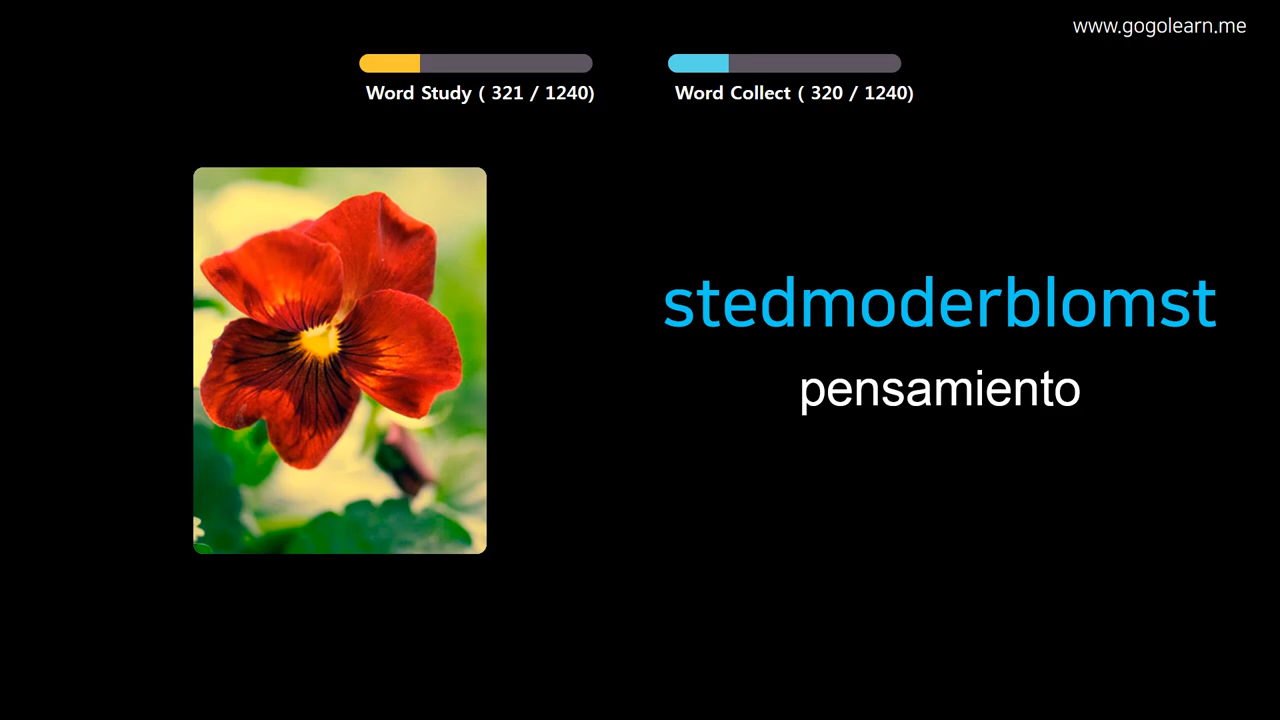 www.gogolearn.me
Word Study ( 321 / 1240)
Word Collect ( 320 / 1240)
stedmoderblomst
pensamiento